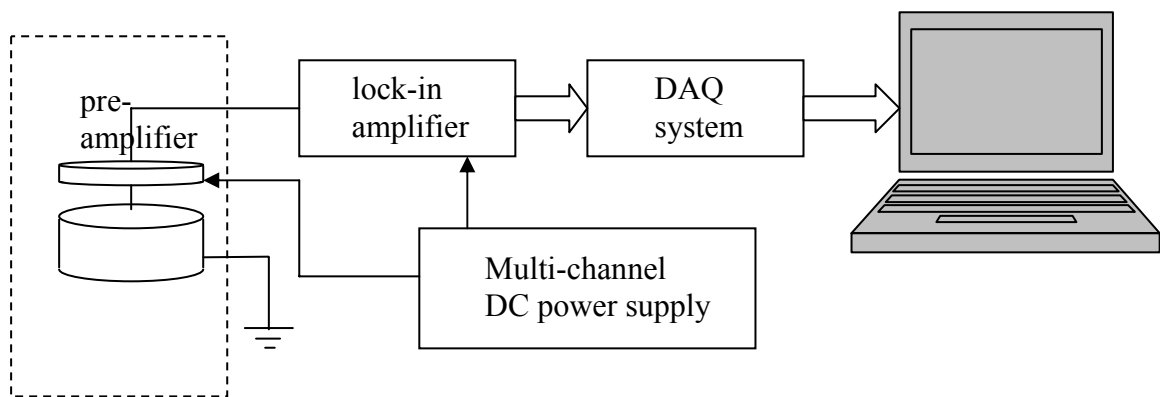 pre-
amplifier
lock-in
amplifier
DAQ
system
Multi-channel
DC power supply